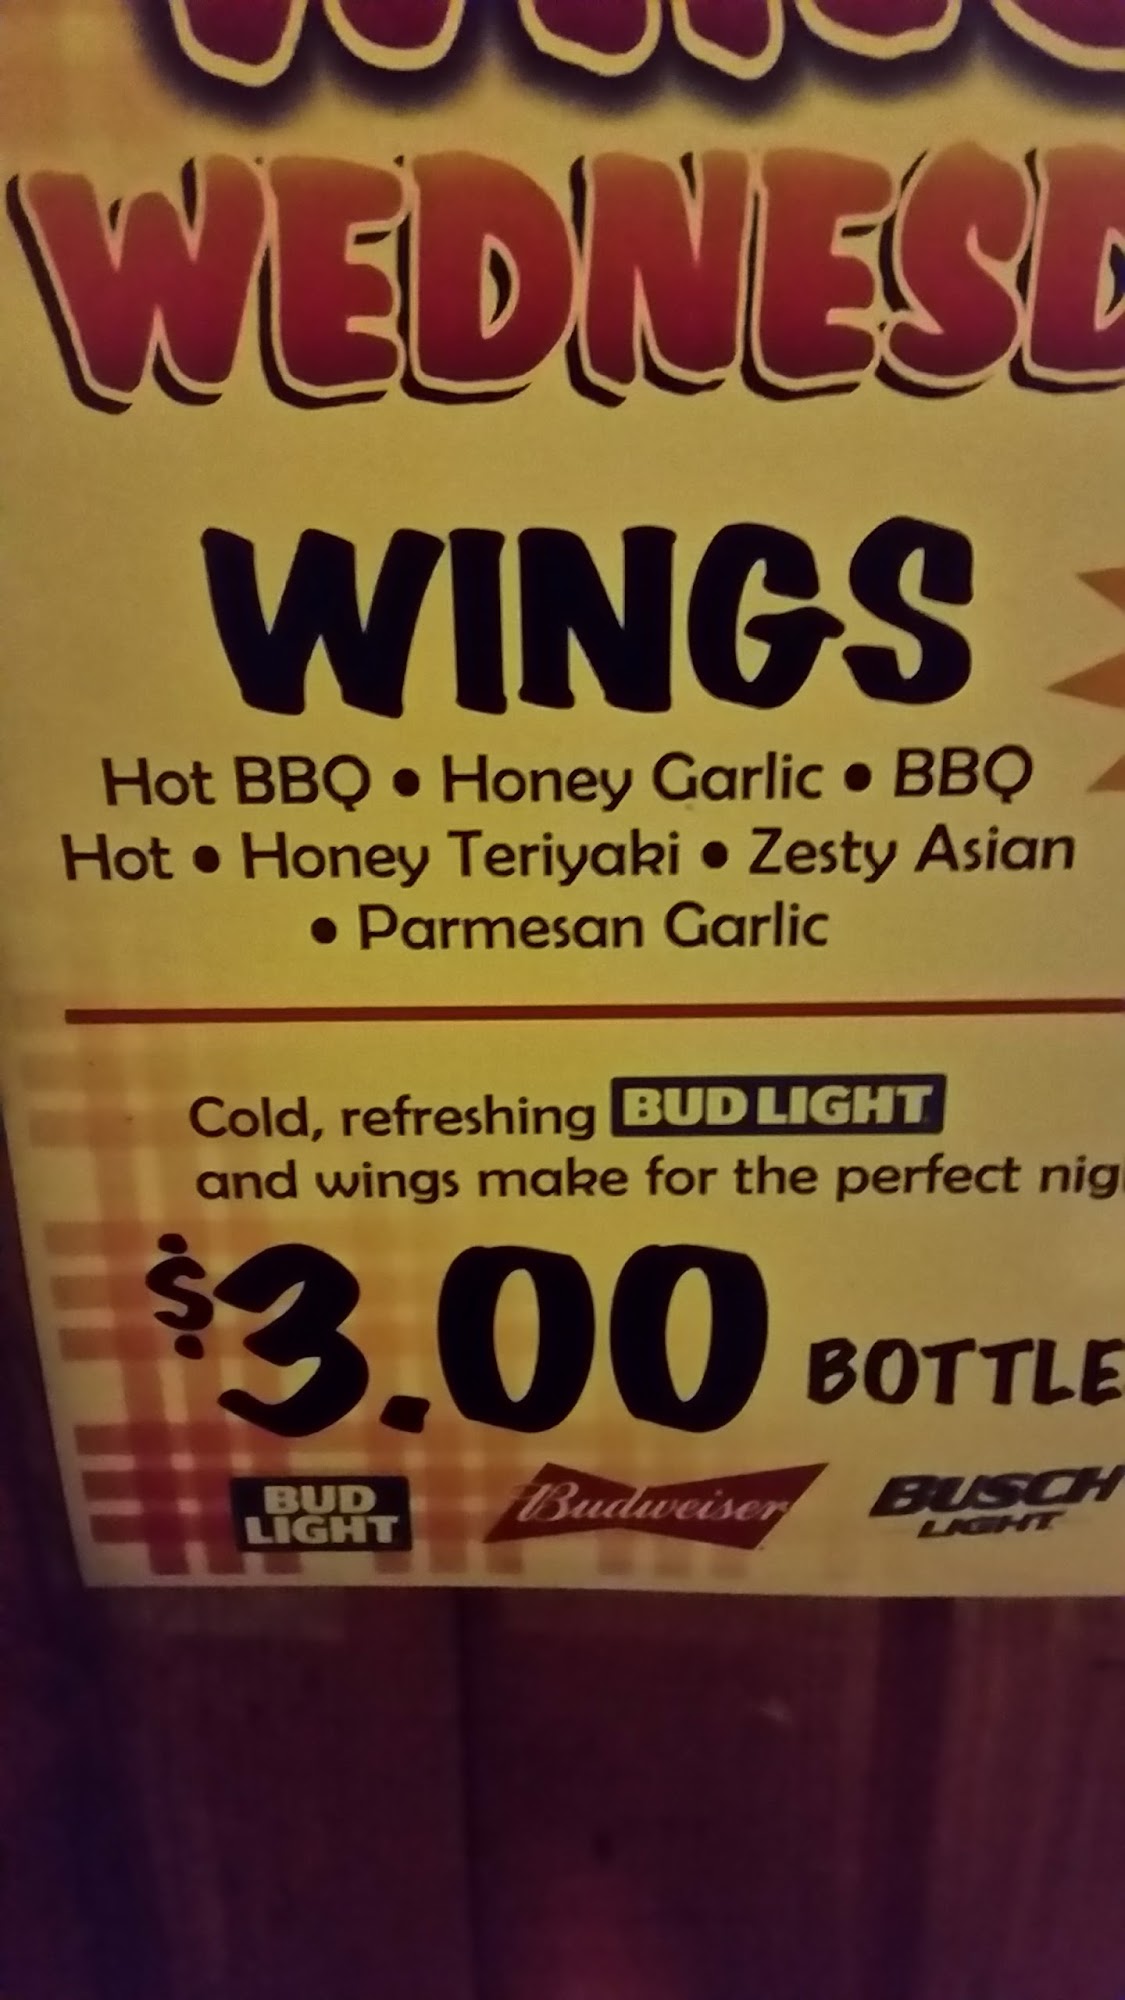 WEDNESD
WINGS
Hot BBQ • Honey Garlic • BBQ
Hot • Honey Teriyaki • Zesty Asian
• Parmesan Garlic
Cold, refreshing BUD LIGHT
and wings make for the perfect nig
$3.00 BOTTLE
BUD LIGHT Budweiser BUSCH LIGHT